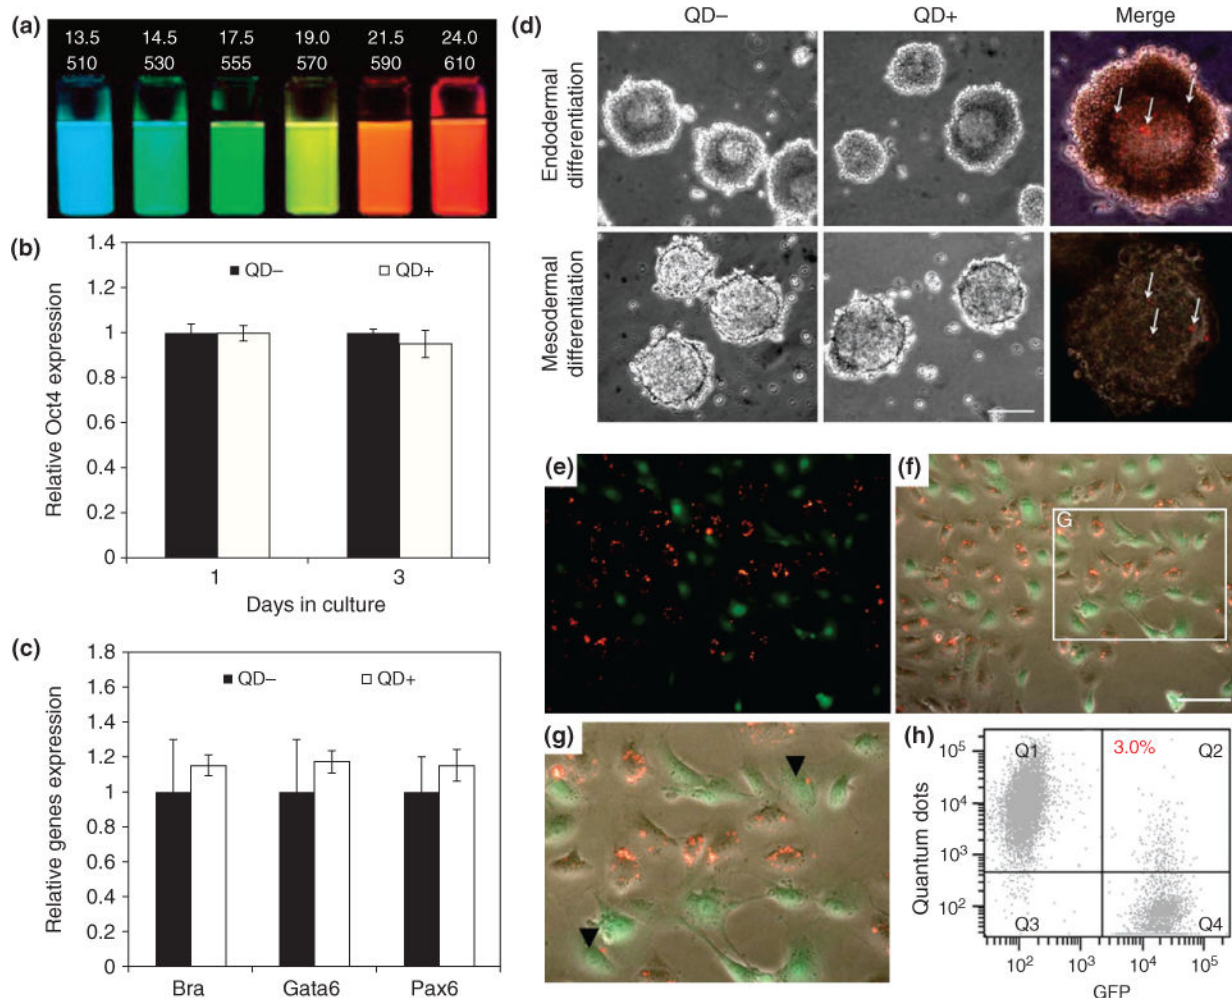 (a)
13.5 14.5 17.5 19.0 21.5 24.0
510 530 555 570 590 610
(b)
1.4
1.2
1
0.8
0.6
0.4
0.2
0
Relative Oct4 expression
QD– QD+
1 3
Days in culture
(c)
1.8
1.6
1.4
1.2
1.0
0.8
0.6
0.4
0.2
0.0
Relative genes expression
QD– QD+
Bra Gata6 Pax6
(d)
QD– QD+ Merge
Endodermal
differentiation
Mesodermal
differentiation
(e)
(f)
G
(g)
(h)
Quantum dots
10⁵
10⁴
10³
10²
Q1 3.0% Q2
Q3 Q4
10² 10³ 10⁴ 10⁵
GFP